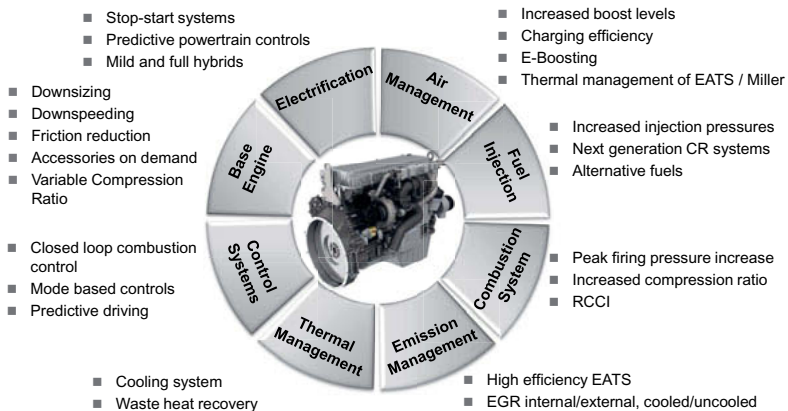 Stop-start systems
Predictive powertrain controls
Mild and full hybrids
Increased boost levels
Charging efficiency
E-Boosting
Thermal management of EATS / Miller
Electrification
Air
Management
Downsizing
Downspeeding
Friction reduction
Accessories on demand
Variable Compression
Ratio
Base
Engine
Fuel
Injection
Increased injection pressures
Next generation CR systems
Alternative fuels
Closed loop combustion
control
Mode based controls
Predictive driving
Control
Systems
Combustion
System
Peak firing pressure increase
Increased compression ratio
RCCI
Thermal
Management
Emission
Management
Cooling system
Waste heat recovery
High efficiency EATS
EGR internal/external, cooled/uncooled